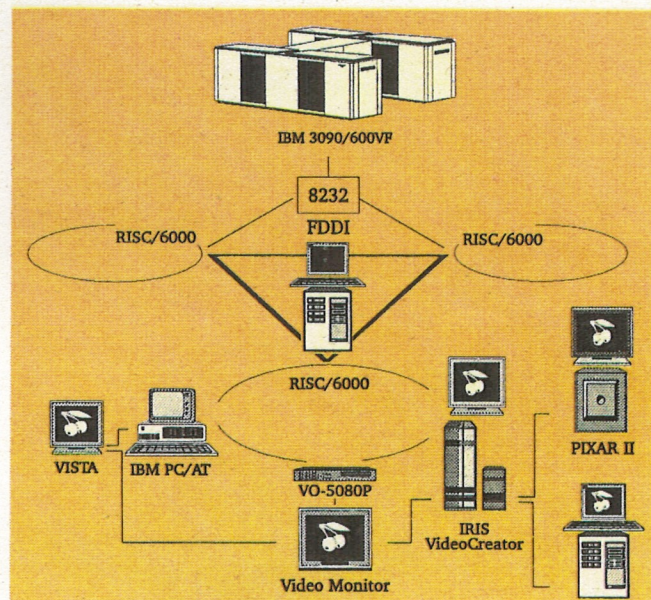 IBM 3090/600VF
8232
FDDI
RISC/6000
RISC/6000
RISC/6000
VISTA
IBM PC/AT
VO-5080P
IRIS
VideoCreator
PIXAR II
Video Monitor